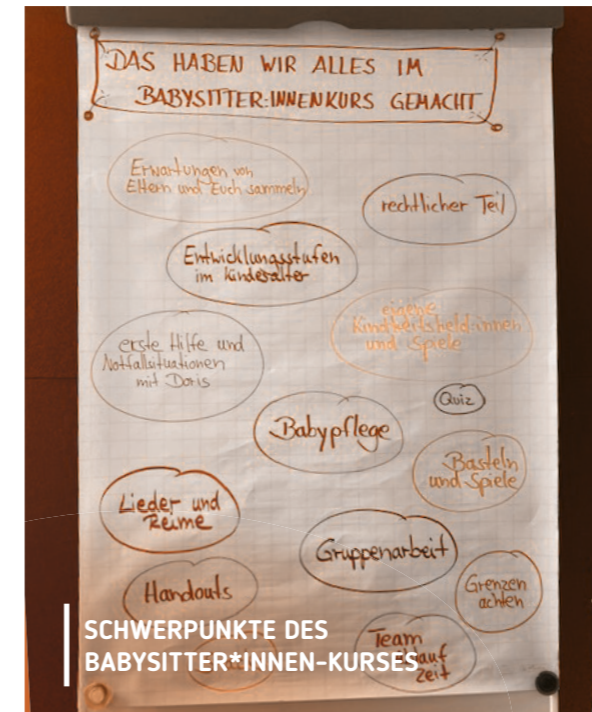 DAS HABEN WIR ALLES IM
BABYSITTER:INNENKURS GEMACHT
Erwartungen von
Eltern und Euch sammeln
rechtlicher Teil
Entwicklungsstufen
im Kindesalter
eigene
Kindheitsheld:innen
und Spiele
erste Hilfe und
Notfallsituationen
mit Doris
Quiz
Babypflege
Basteln
und Spiele
Lieder und
Reime
Gruppenarbeit
Handouts
Grenzen
achten
Team
auf
zeit
SCHWERPUNKTE DES
BABYSITTER*INNEN-KURSES